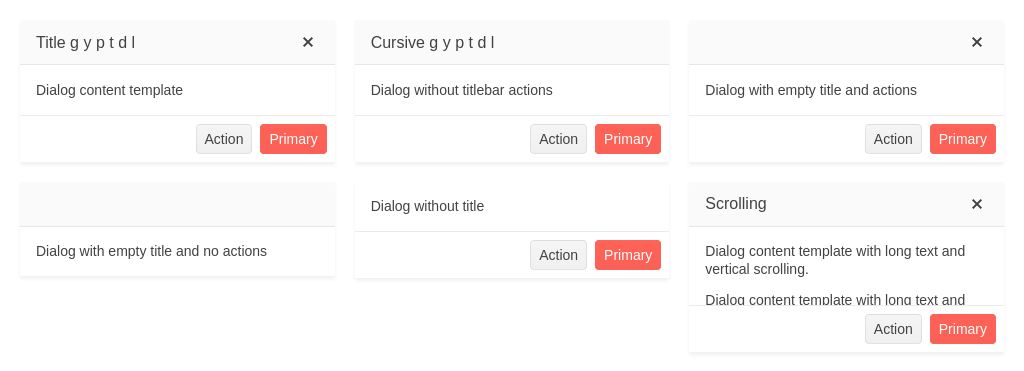 Title g y p t d l
Dialog content template
Action Primary
Cursive g y p t d l
Dialog without titlebar actions
Action Primary
Dialog with empty title and actions
Action Primary
Dialog with empty title and no actions
Dialog without title
Action Primary
Scrolling
Dialog content template with long text and
vertical scrolling.
Dialog content template with long text and
Action Primary